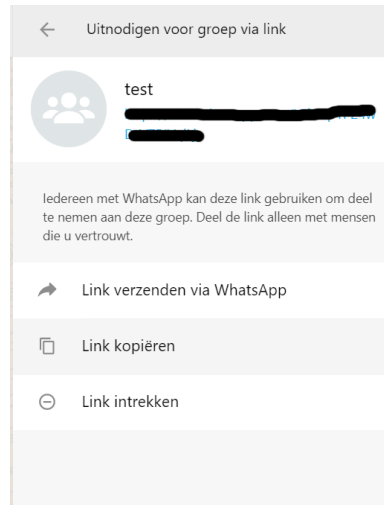 Uitnodigen voor groep via link
test
Iedereen met WhatsApp kan deze link gebruiken om deel
te nemen aan deze groep. Deel de link alleen met mensen
die u vertrouwt.
Link verzenden via WhatsApp
Link kopiëren
Link intrekken